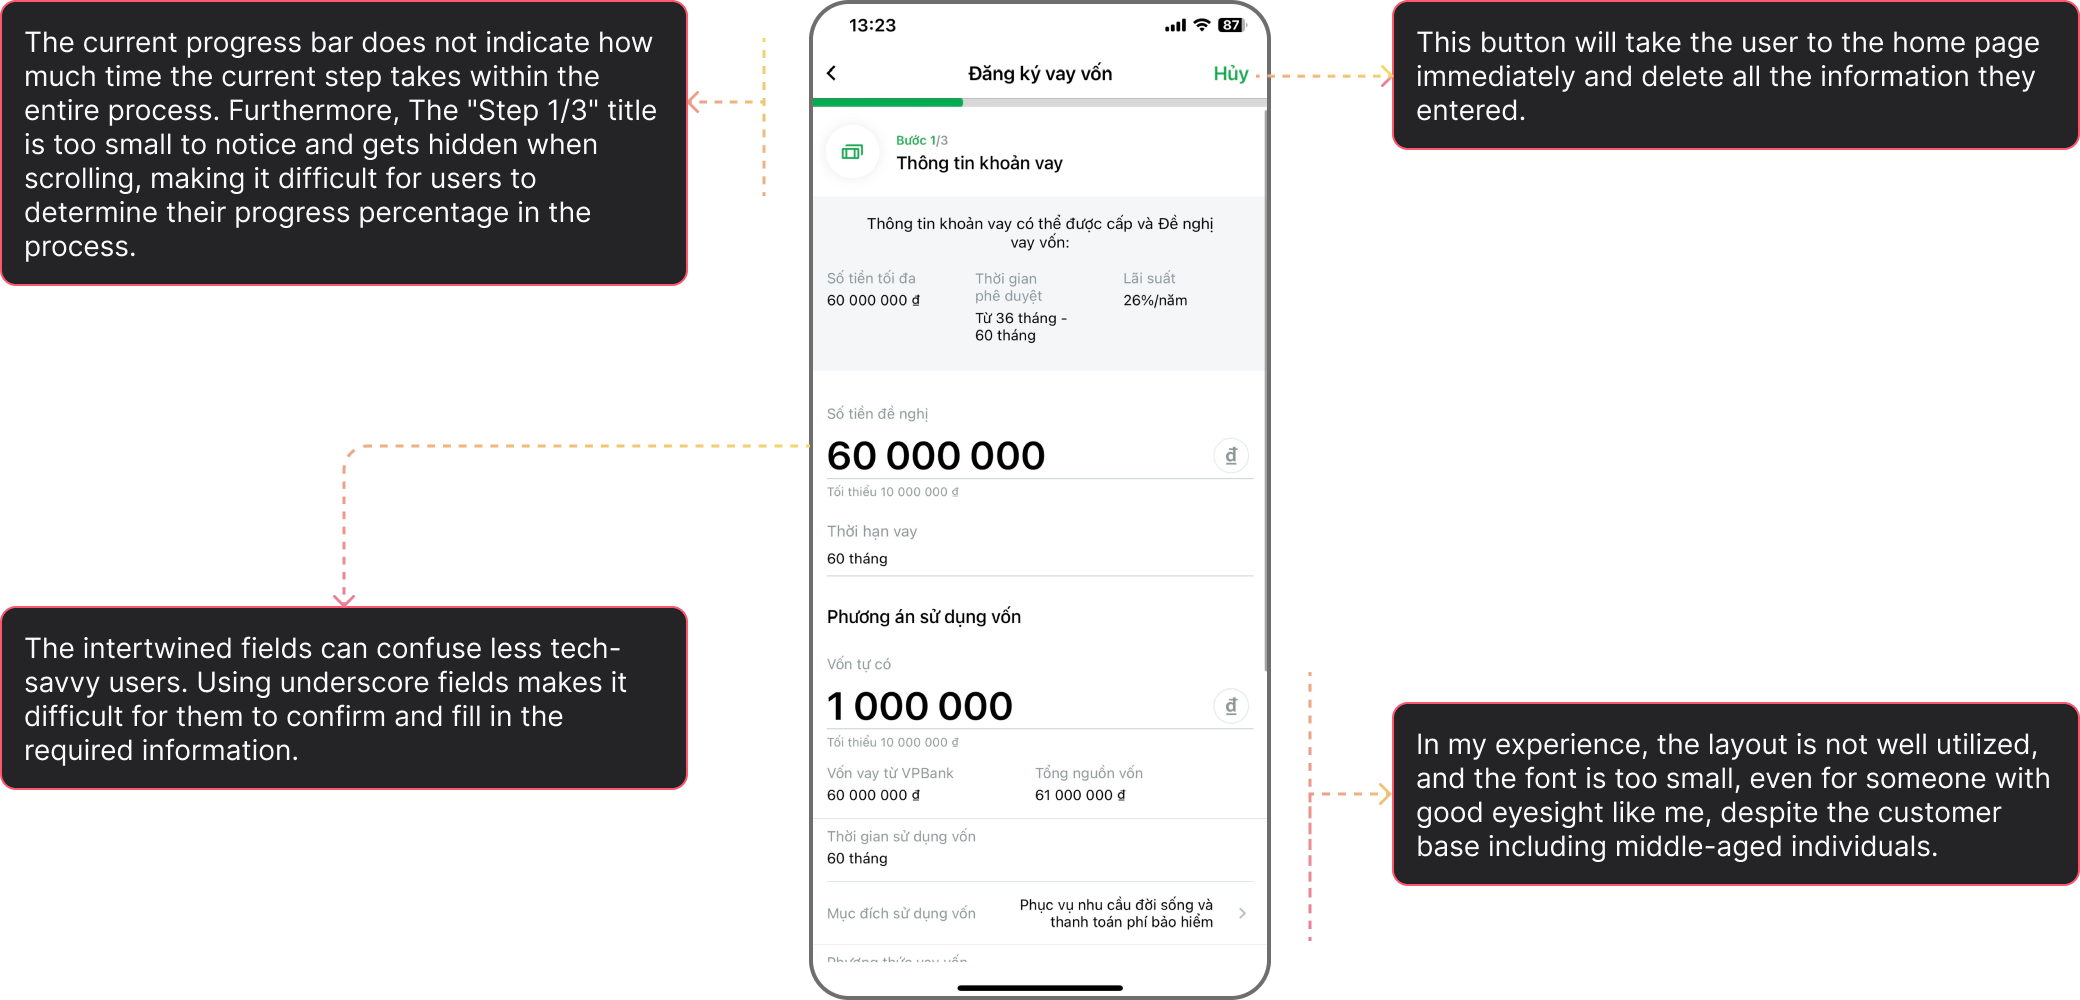 The current progress bar does not indicate how
much time the current step takes within the
entire process. Furthermore, The "Step 1/3" title
is too small to notice and gets hidden when
scrolling, making it difficult for users to
determine their progress percentage in the
process.
13:23
87
Đăng ký vay vốn
Hủy
This button will take the user to the home page
immediately and delete all the information they
entered.
Bước 1/3
Thông tin khoản vay
Thông tin khoản vay có thể được cấp và Đề nghị
vay vốn:
Số tiền tối đa
60 000 000 ₫
Thời gian
phê duyệt
Từ 36 tháng -
60 tháng
Lãi suất
26%/năm
Số tiền đề nghị
60 000 000
₫
Tối thiểu 10 000 000 ₫
Thời hạn vay
60 tháng
Phương án sử dụng vốn
Vốn tự có
1 000 000
₫
Tối thiểu 10 000 000 ₫
Vốn vay từ VPBank
60 000 000 ₫
Tổng nguồn vốn
61 000 000 ₫
Thời gian sử dụng vốn
60 tháng
Mục đích sử dụng vốn
Phục vụ nhu cầu đời sống và
thanh toán phí bảo hiểm
Phương thức vay vốn
The intertwined fields can confuse less tech-
savvy users. Using underscore fields makes it
difficult for them to confirm and fill in the
required information.
In my experience, the layout is not well utilized,
and the font is too small, even for someone with
good eyesight like me, despite the customer
base including middle-aged individuals.